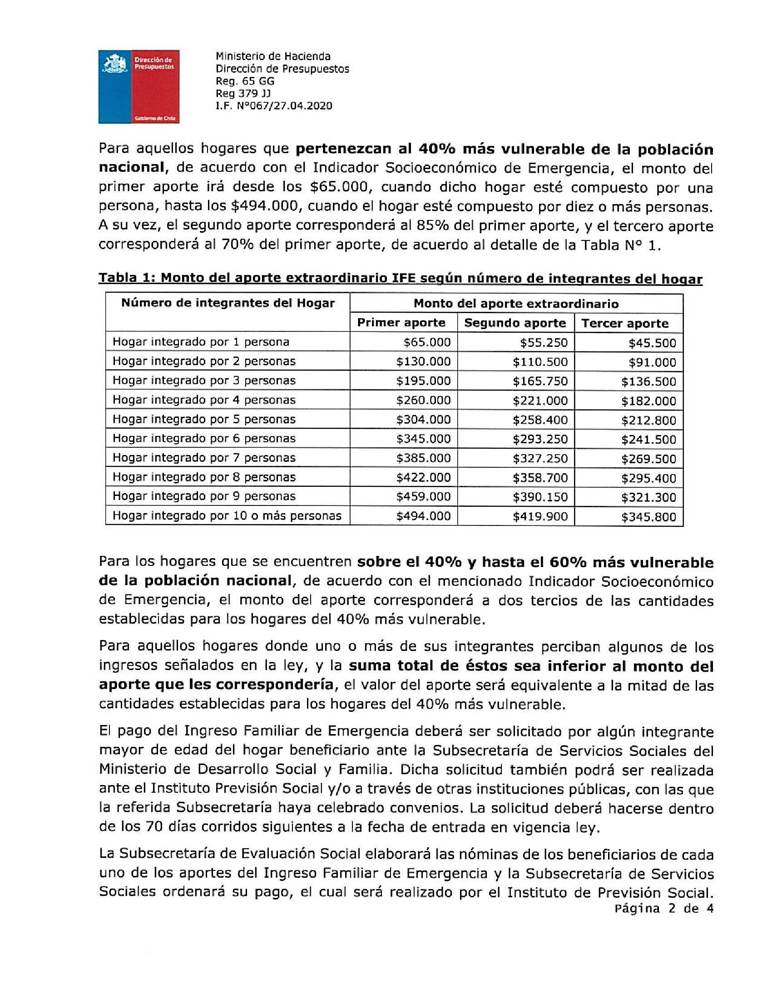 Dirección de
Presupuestos
Gobierno de Chile
Ministerio de Hacienda
Dirección de Presupuestos
Reg. 65 GG
Reg 379 JJ
I.F. N°067/27.04.2020
Para aquellos hogares que pertenezcan al 40% más vulnerable de la población
nacional, de acuerdo con el Indicador Socioeconómico de Emergencia, el monto del
primer aporte irá desde los $65.000, cuando dicho hogar esté compuesto por una
persona, hasta los $494.000, cuando el hogar esté compuesto por diez o más personas.
A su vez, el segundo aporte corresponderá al 85% del primer aporte, y el tercero aporte
corresponderá al 70% del primer aporte, de acuerdo al detalle de la Tabla N° 1.
Tabla 1: Monto del aporte extraordinario IFE según número de integrantes del hogar
Número de integrantes del Hogar Monto del aporte extraordinario
Primer aporte Segundo aporte Tercer aporte
Hogar integrado por 1 persona $65.000 $55.250 $45.500
Hogar integrado por 2 personas $130.000 $110.500 $91.000
Hogar integrado por 3 personas $195.000 $165.750 $136.500
Hogar integrado por 4 personas $260.000 $221.000 $182.000
Hogar integrado por 5 personas $304.000 $258.400 $212.800
Hogar integrado por 6 personas $345.000 $293.250 $241.500
Hogar integrado por 7 personas $385.000 $327.250 $269.500
Hogar integrado por 8 personas $422.000 $358.700 $295.400
Hogar integrado por 9 personas $459.000 $390.150 $321.300
Hogar integrado por 10 o más personas $494.000 $419.900 $345.800
Para los hogares que se encuentren sobre el 40% y hasta el 60% más vulnerable
de la población nacional, de acuerdo con el mencionado Indicador Socioeconómico
de Emergencia, el monto del aporte corresponderá a dos tercios de las cantidades
establecidas para los hogares del 40% más vulnerable.
Para aquellos hogares donde uno o más de sus integrantes perciban algunos de los
ingresos señalados en la ley, y la suma total de éstos sea inferior al monto del
aporte que les correspondería, el valor del aporte será equivalente a la mitad de las
cantidades establecidas para los hogares del 40% más vulnerable.
El pago del Ingreso Familiar de Emergencia deberá ser solicitado por algún integrante
mayor de edad del hogar beneficiario ante la Subsecretaría de Servicios Sociales del
Ministerio de Desarrollo Social y Familia. Dicha solicitud también podrá ser realizada
ante el Instituto Previsión Social y/o a través de otras instituciones públicas, con las que
la referida Subsecretaría haya celebrado convenios. La solicitud deberá hacerse dentro
de los 70 días corridos siguientes a la fecha de entrada en vigencia ley.
La Subsecretaría de Evaluación Social elaborará las nóminas de los beneficiarios de cada
uno de los aportes del Ingreso Familiar de Emergencia y la Subsecretaría de Servicios
Sociales ordenará su pago, el cual será realizado por el Instituto de Previsión Social.
Página 2 de 4